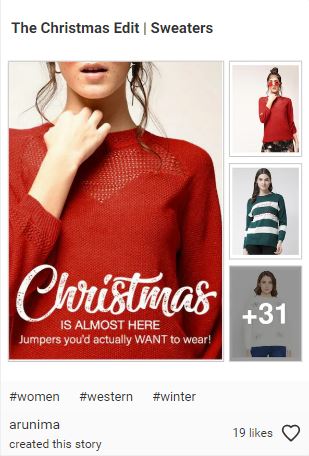 The Christmas Edit | Sweaters
Christmas
IS ALMOST HERE
Jumpers you'd actually WANT to wear!
+31
#women #western #winter
arunima
created this story
19 likes